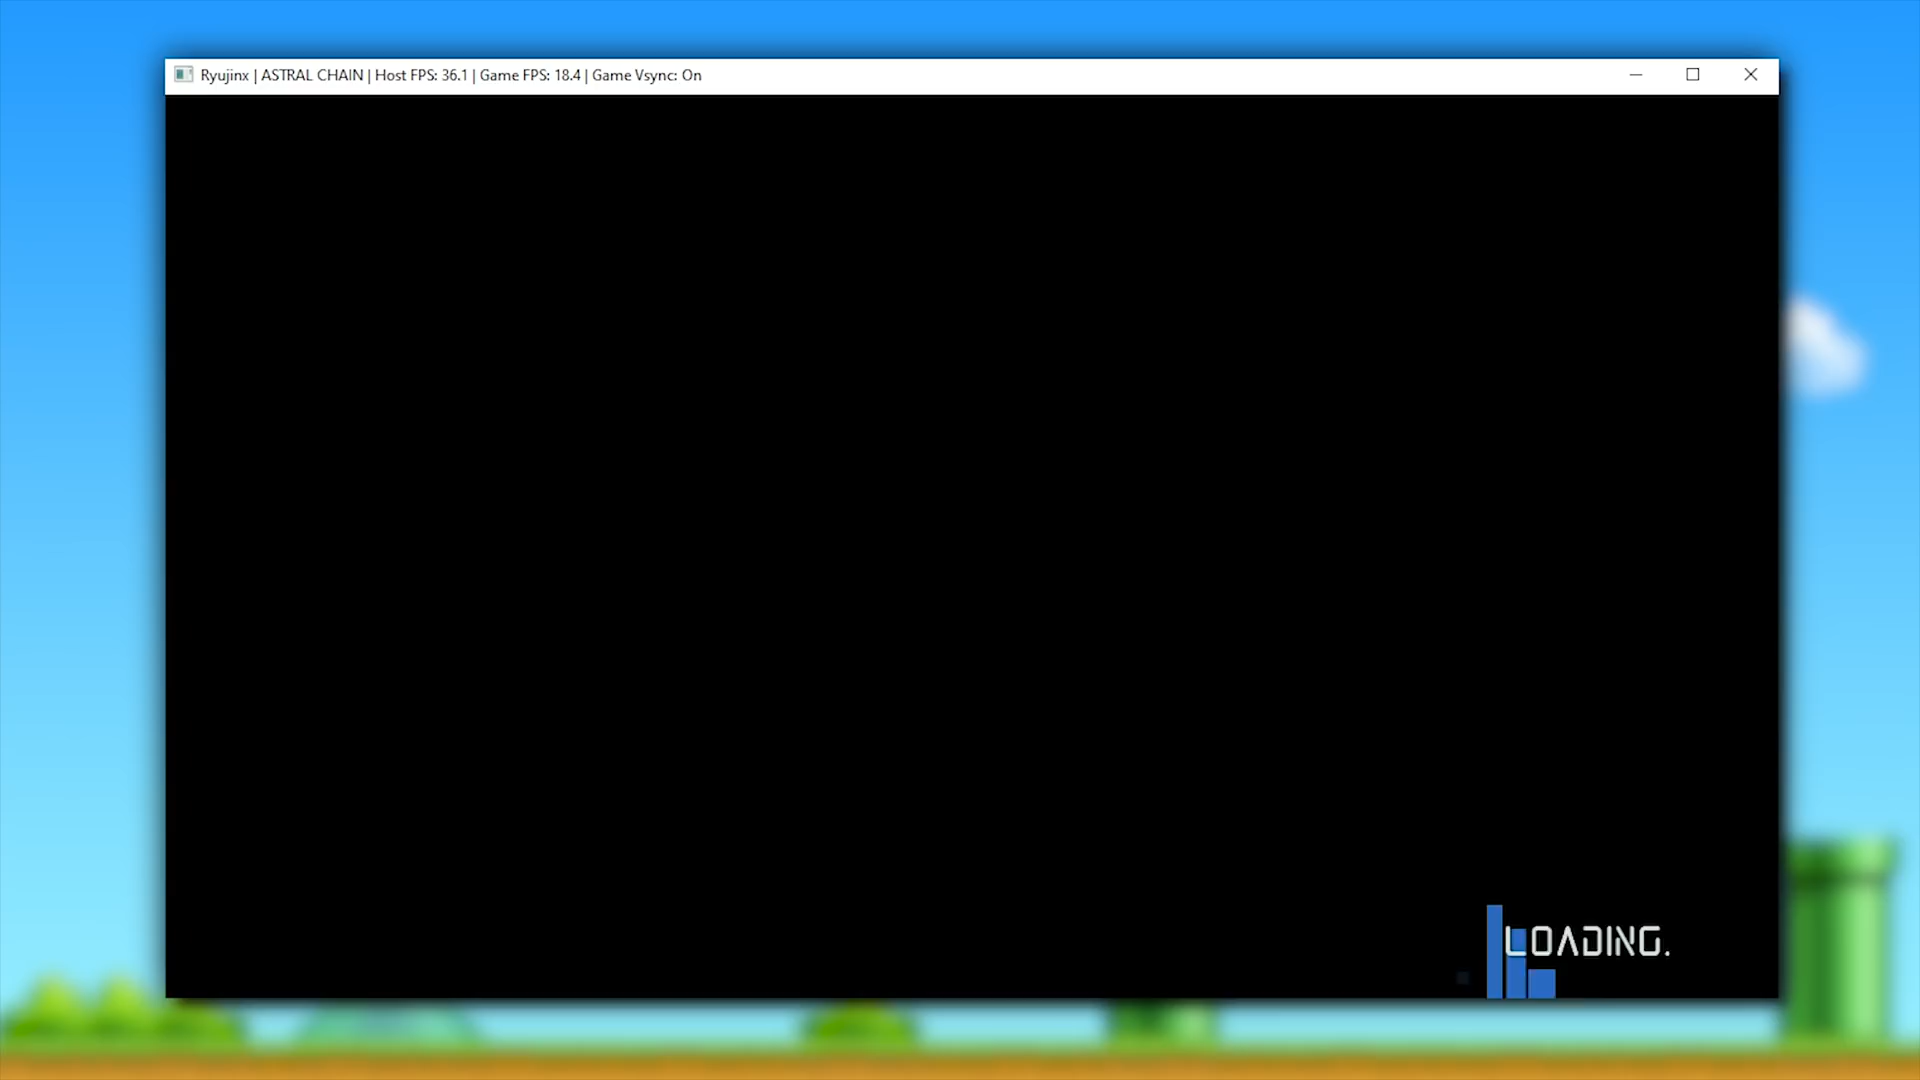 Ryujinx | ASTRAL CHAIN | Host FPS: 36.1 | Game FPS: 18.4 | Game Vsync: On
LOADING.